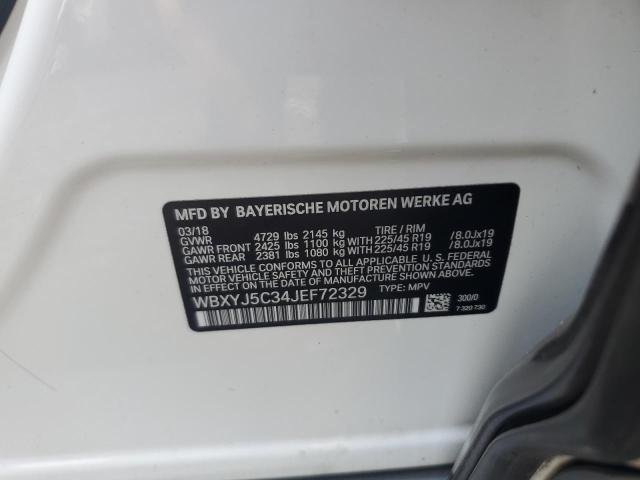 MFD BY BAYERISCHE MOTOREN WERKE AG
03/18 TIRE / RIM
GVWR 4729 lbs 2145 kg
GAWR FRONT 2425 lbs 1100 kg WITH 225/45 R19 /8.0Jx19
GAWR REAR 2381 lbs 1080 kg WITH 225/45 R19 /8.0Jx19
THIS VEHICLE CONFORMS TO ALL APPLICABLE U. S. FEDERAL
MOTOR VEHICLE SAFETY, BUMPER, AND THEFT PREVENTION STANDARDS
IN EFFECT ON THE DATE OF MANUFACTURE SHOWN ABOVE.
WBXYJ5C34JEF72329 TYPE: MPV
300/0
7 320 730